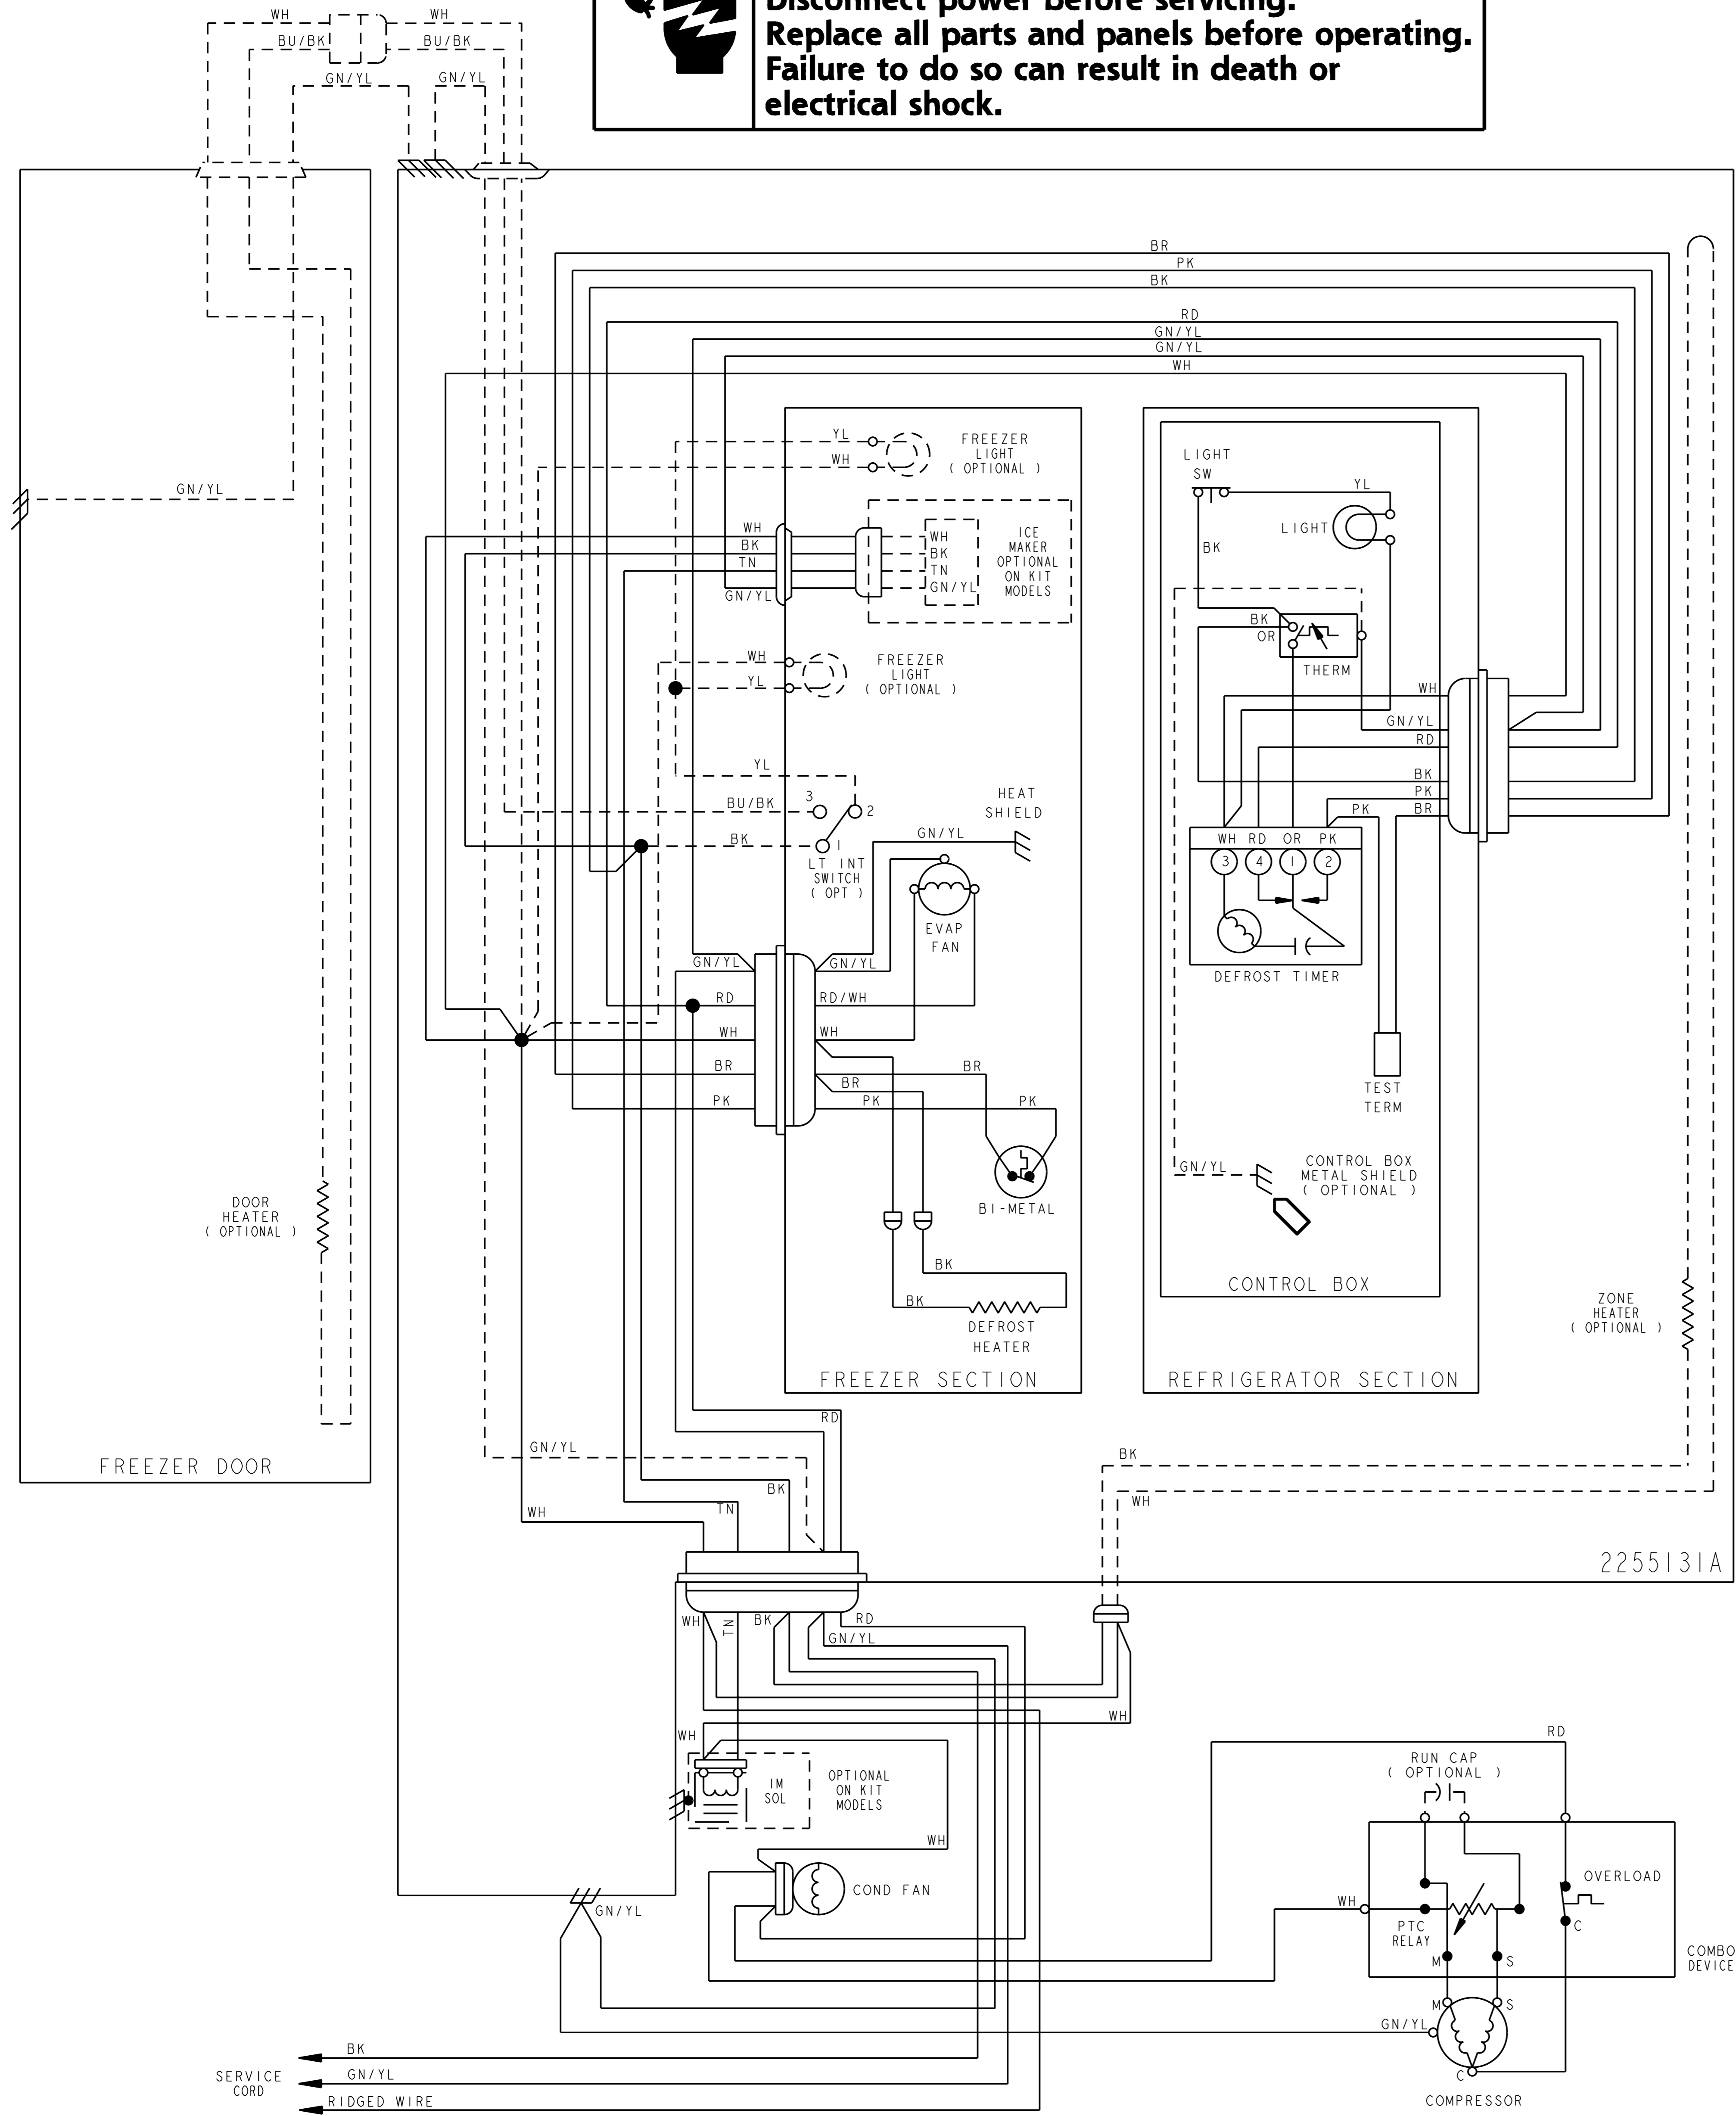 Disconnect power before servicing.
Replace all parts and panels before operating.
Failure to do so can result in death or
electrical shock.
WH
WH
BU/BK
BU/BK
GN/YL
GN/YL
BR
PK
BK
RD
GN/YL
GN/YL
WH
YL
WH
FREEZER
LIGHT
( OPTIONAL )
LIGHT
SW
YL
LIGHT
BK
GN/YL
WH
BK
TN
GN/YL
WH
BK
TN
GN/YL
ICE
MAKER
OPTIONAL
ON KIT
MODELS
BK
OR
THERM
WH
YL
FREEZER
LIGHT
( OPTIONAL )
WH
GN/YL
RD
BK
PK
BR
YL
BU/BK
3
2
BK
1
LT INT
SWITCH
( OPT )
HEAT
SHIELD
GN/YL
EVAP
FAN
PK
WH RD OR PK
3 4 1 2
DEFROST TIMER
GN/YL
GN/YL
RD
RD/WH
WH
WH
BR
BR
BR
PK
PK
PK
BI-METAL
TEST
TERM
GN/YL
CONTROL BOX
METAL SHIELD
( OPTIONAL )
DOOR
HEATER
( OPTIONAL )
BK
BK
DEFROST
HEATER
CONTROL BOX
ZONE
HEATER
( OPTIONAL )
FREEZER SECTION
REFRIGERATOR SECTION
FREEZER DOOR
RD
GN/YL
BK
BK
TN
WH
WH
2255131A
WH
TN
BK
RD
GN/YL
WH
WH
IM
SOL
OPTIONAL
ON KIT
MODELS
WH
COND FAN
GN/YL
RD
RUN CAP
( OPTIONAL )
OVERLOAD
WH
PTC
RELAY
C
M
S
COMBO
DEVICE
M
S
GN/YL
C
COMPRESSOR
SERVICE
CORD
BK
GN/YL
RIDGED WIRE